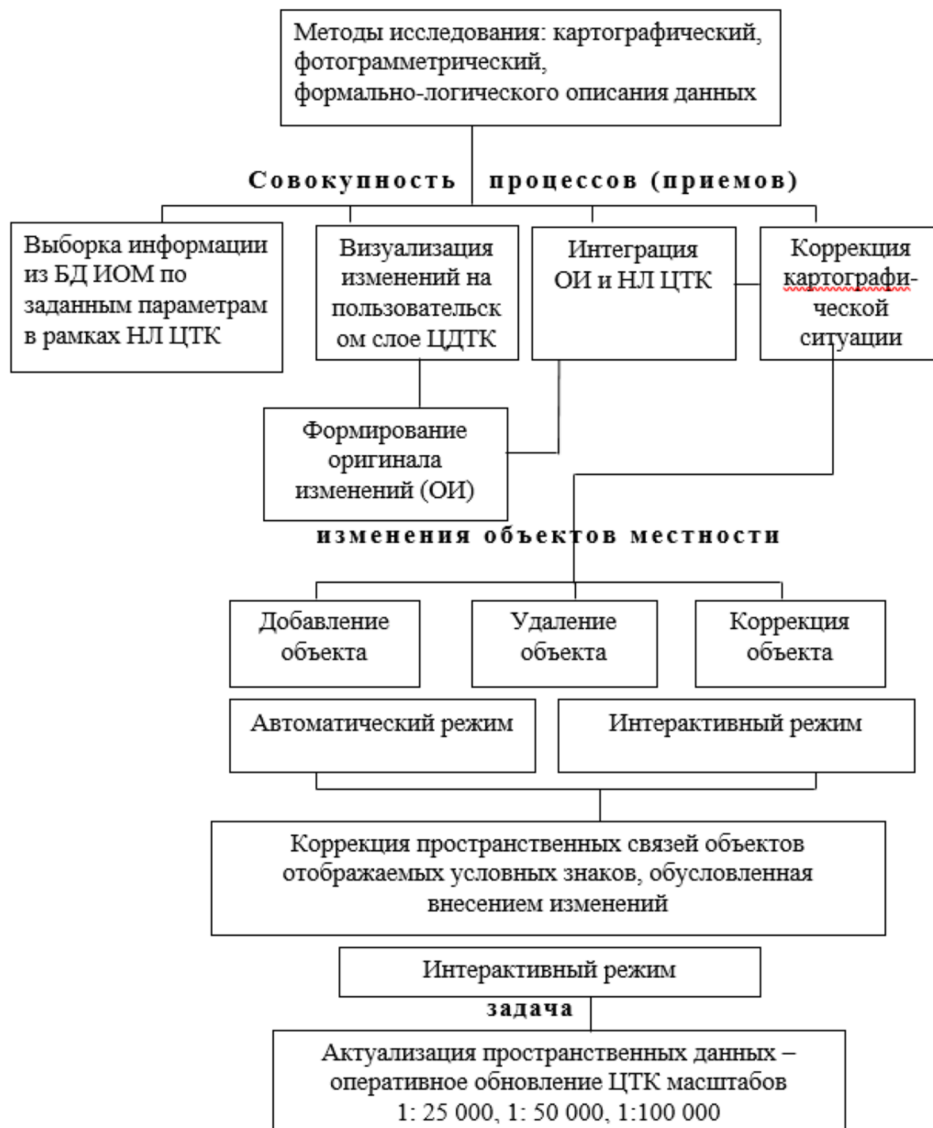 Методы исследования: картографический,
фотограмметрический,
формально-логического описания данных
Совокупность процессов (приемов)
Выборка информации
из БД ИОМ по
заданным параметрам
в рамках НЛ ЦТК
Визуализация
изменений на
пользовательск
ом слое ЦДТК
Интеграция
ОИ и НЛ ЦТК
Коррекция
картографи-
ческой
ситуации
Формирование
оригинала
изменений (ОИ)
изменения объектов местности
Добавление
объекта
Удаление
объекта
Коррекция
объекта
Автоматический режим
Интерактивный режим
Коррекция пространственных связей объектов
отображаемых условных знаков, обусловленная
внесением изменений
Интерактивный режим
задача
Актуализация пространственных данных –
оперативное обновление ЦТК масштабов
1: 25 000, 1: 50 000, 1:100 000